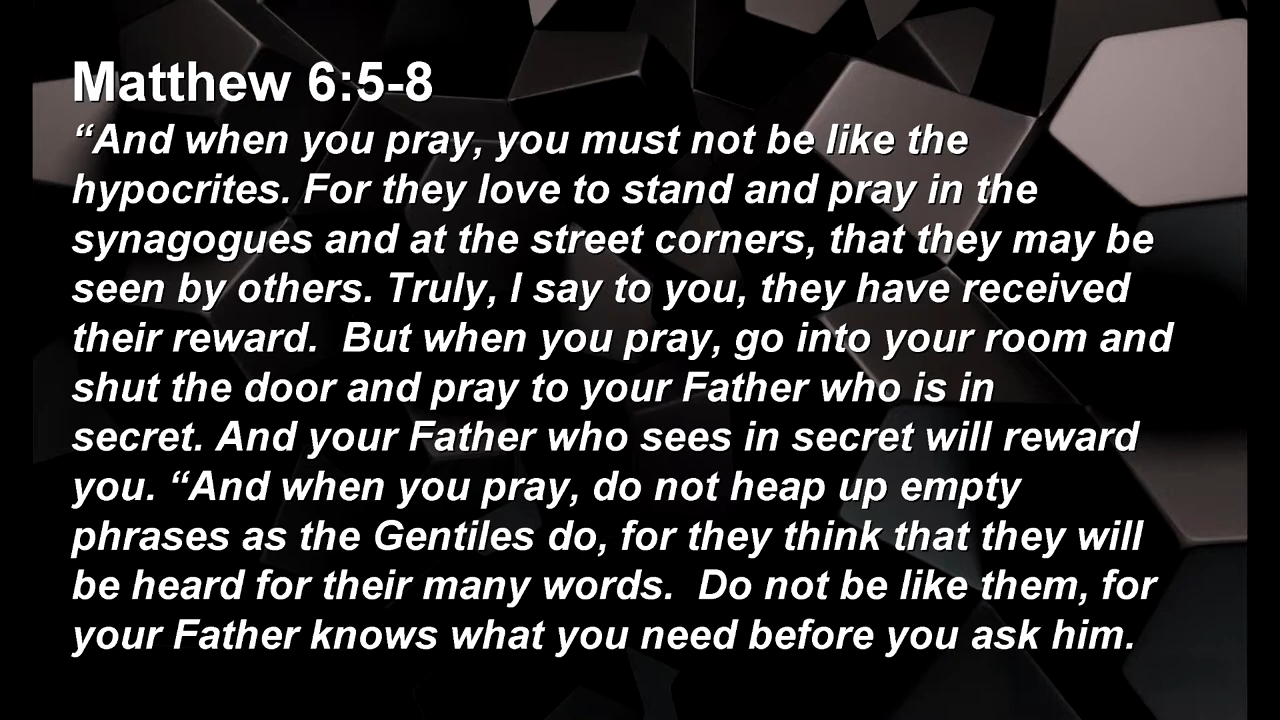 Matthew 6:5-8
“And when you pray, you must not be like the
hypocrites. For they love to stand and pray in the
synagogues and at the street corners, that they may be
seen by others. Truly, I say to you, they have received
their reward.  But when you pray, go into your room and
shut the door and pray to your Father who is in
secret. And your Father who sees in secret will reward
you. “And when you pray, do not heap up empty
phrases as the Gentiles do, for they think that they will
be heard for their many words.  Do not be like them, for
your Father knows what you need before you ask him.